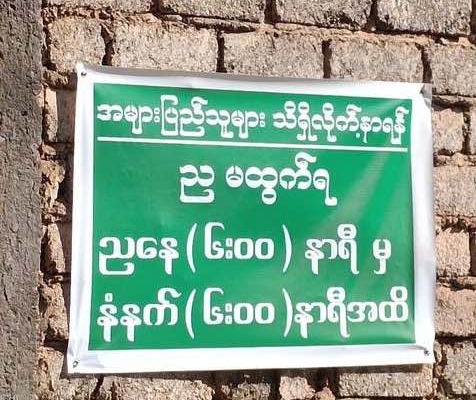 အများပြည်သူများ သိရှိလိုက်နာရန်
ည မထွက်ရ
ညနေ ( ၆း၀၀ ) နာရီ မှ
နံနက် ( ၆း၀၀ ) နာရီအထိ